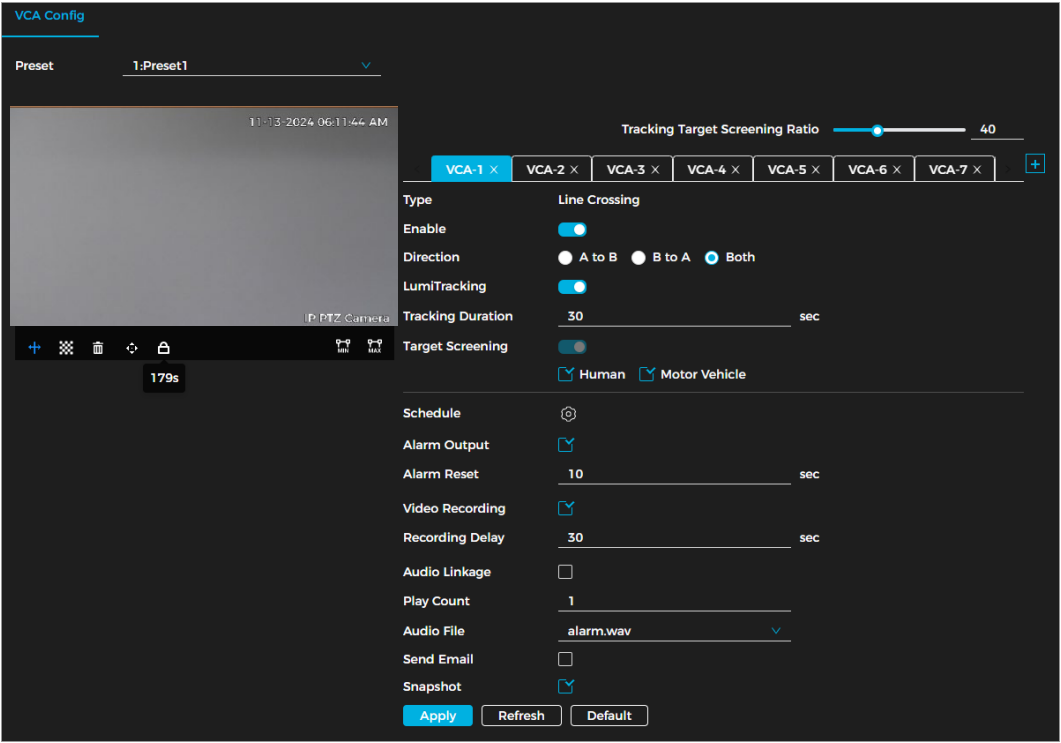 VCA Config
Preset 1:Preset1
11-13-2024 06:11:44 AM
IP PTZ Camera
MIN MAX
179s
Tracking Target Screening Ratio 40
VCA-1 × VCA-2 × VCA-3 × VCA-4 × VCA-5 × VCA-6 × VCA-7 × +
Type Line Crossing
Enable
Direction A to B B to A Both
LumiTracking
Tracking Duration 30 sec
Target Screening
Human Motor Vehicle
Schedule
Alarm Output
Alarm Reset 10 sec
Video Recording
Recording Delay 30 sec
Audio Linkage
Play Count 1
Audio File alarm.wav
Send Email
Snapshot
Apply Refresh Default